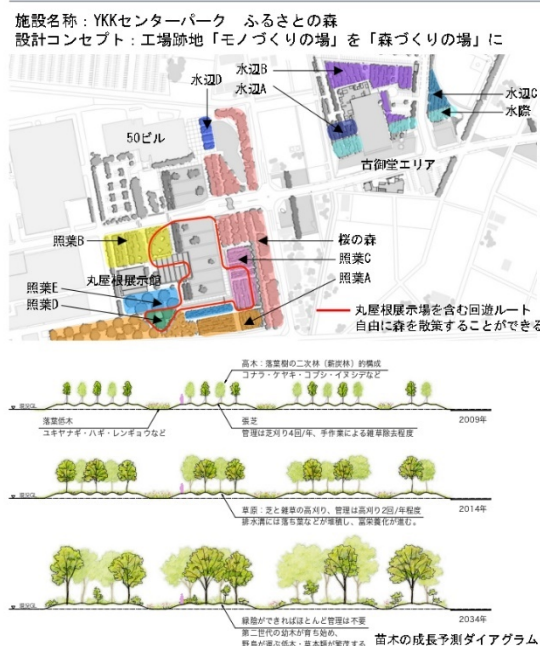 施設名称：YKKセンターパーク　ふるさとの森
設計コンセプト：工場跡地「モノづくりの場」を「森づくりの場」に
水辺B
水辺D
水辺A
水辺C
水際
50ビル
古御堂エリア
照葉B
桜の森
照葉C
丸屋根展示館
照葉A
照葉E
照葉D
丸屋根展示場を含む回遊ルート
自由に森を散策することができる
高木：落葉樹の二次林（薪炭林）的構成
コナラ・ケヤキ・コブシ・イヌシデなど
落葉低木
ユキヤナギ・ハギ・レンギョウなど
張芝
管理は芝刈り4回/年、手作業による雑草除去程度
2009年
草原：芝と雑草の高刈り、管理は高刈り2回/年程度
排水溝には落ち葉などが堆積し、富栄養化が進む。
2014年
2034年
緑陰ができればほとんど管理は不要
第二世代の幼木が育ち始め、
野鳥が運ぶ低木・草本類が繁茂する
苗木の成長予測ダイアグラム